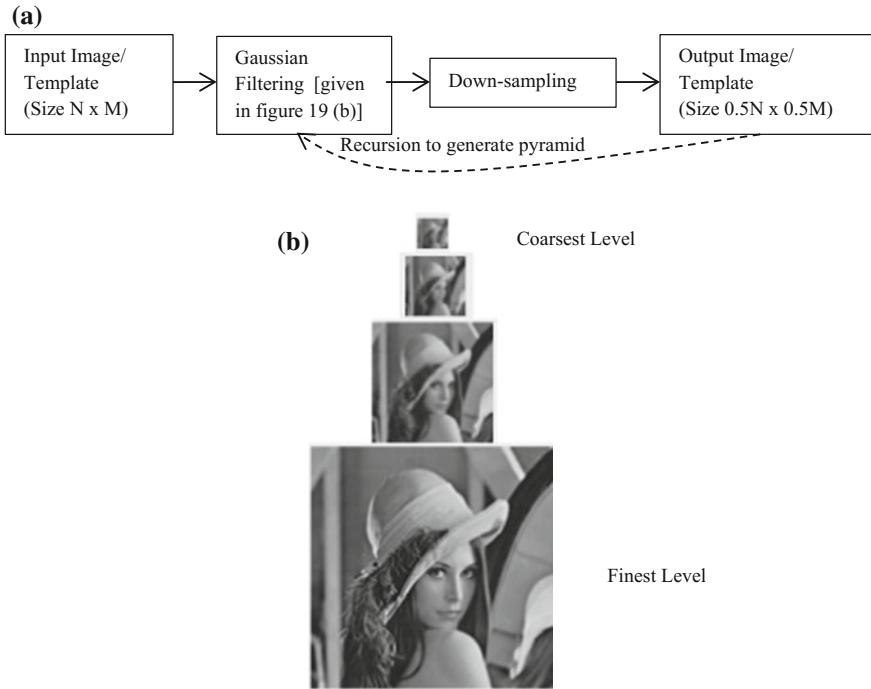 (a)
Input Image/
Template
(Size N x M)
Gaussian
Filtering [given
in figure 19 (b)]
Down-sampling
Output Image/
Template
(Size 0.5N x 0.5M)
Recursion to generate pyramid
(b)
Coarsest Level
Finest Level